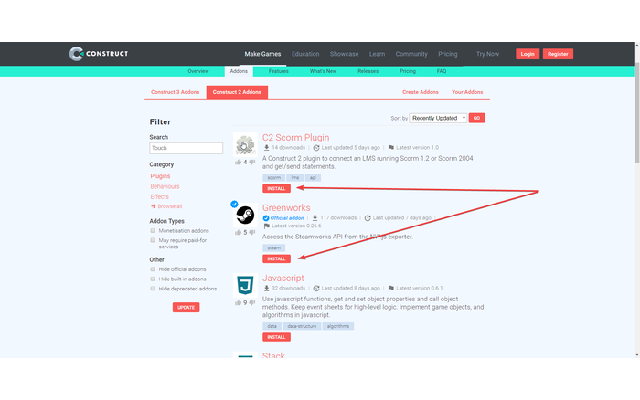 CONSTRUCT
Make Games Education Showcase Learn Community Pricing Try Now Login Register
Overview Addons Features What's New Releases Pricing FAQ
Construct 3 Addons Construct 2 Addons Create Addons Your Addons
Filter
Sort by Recently Updated GO
Search
Touck
Category
Plugins
Behaviours
Effects
Addon Types
Monetisation addons
May require paid-for services
Other
Hide official addons
Hide built in addons
Hide deprecated addons
UPDATE
C2 Scorm Plugin
14 downloads Last updated days ago Latest version 1.0
A Construct 2 plugin to connect an LMS running Scorm 1.2 or Scorm 2004
and get/send statements.
scorm lms api
4
INSTALL
Greenworks
Official addon downloads Last updated 7 days ago
Latest version
5
Access the Steamworks API from the NWjs exporter.
INSTALL
Javascript
32 downloads Last updated 8 days ago Latest version 0.6.1
9
Use javascript functions, get and set object properties and call object
methods. Keep event sheets for high-level logic. Implement game objects, and
algorithms in javascript.
data data-structure algorithms
INSTALL
Stack